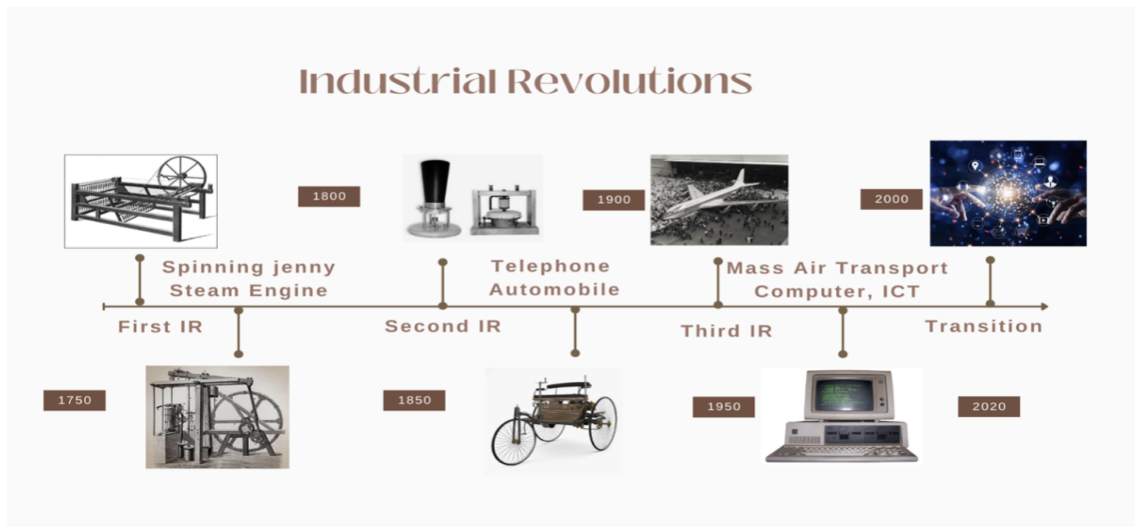 Industrial Revolutions
1800
1900
2000
Spinning jenny
Steam Engine
Telephone
Automobile
Mass Air Transport
Computer, ICT
First IR
Second IR
Third IR
Transition
1750
1850
1950
2020